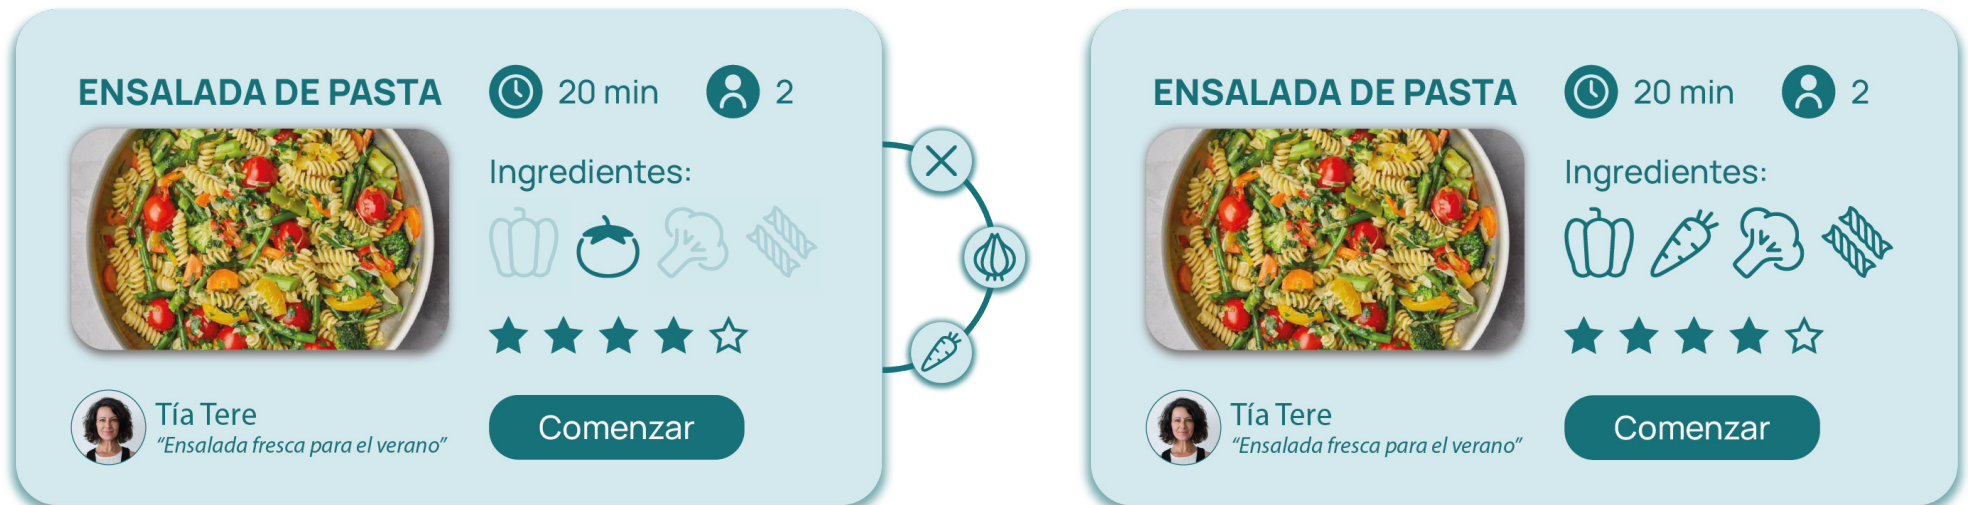 ENSALADA DE PASTA
20 min
2
Ingredientes:
Tía Tere
“Ensalada fresca para el verano”
Comenzar
ENSALADA DE PASTA
20 min
2
Ingredientes:
Tía Tere
“Ensalada fresca para el verano”
Comenzar